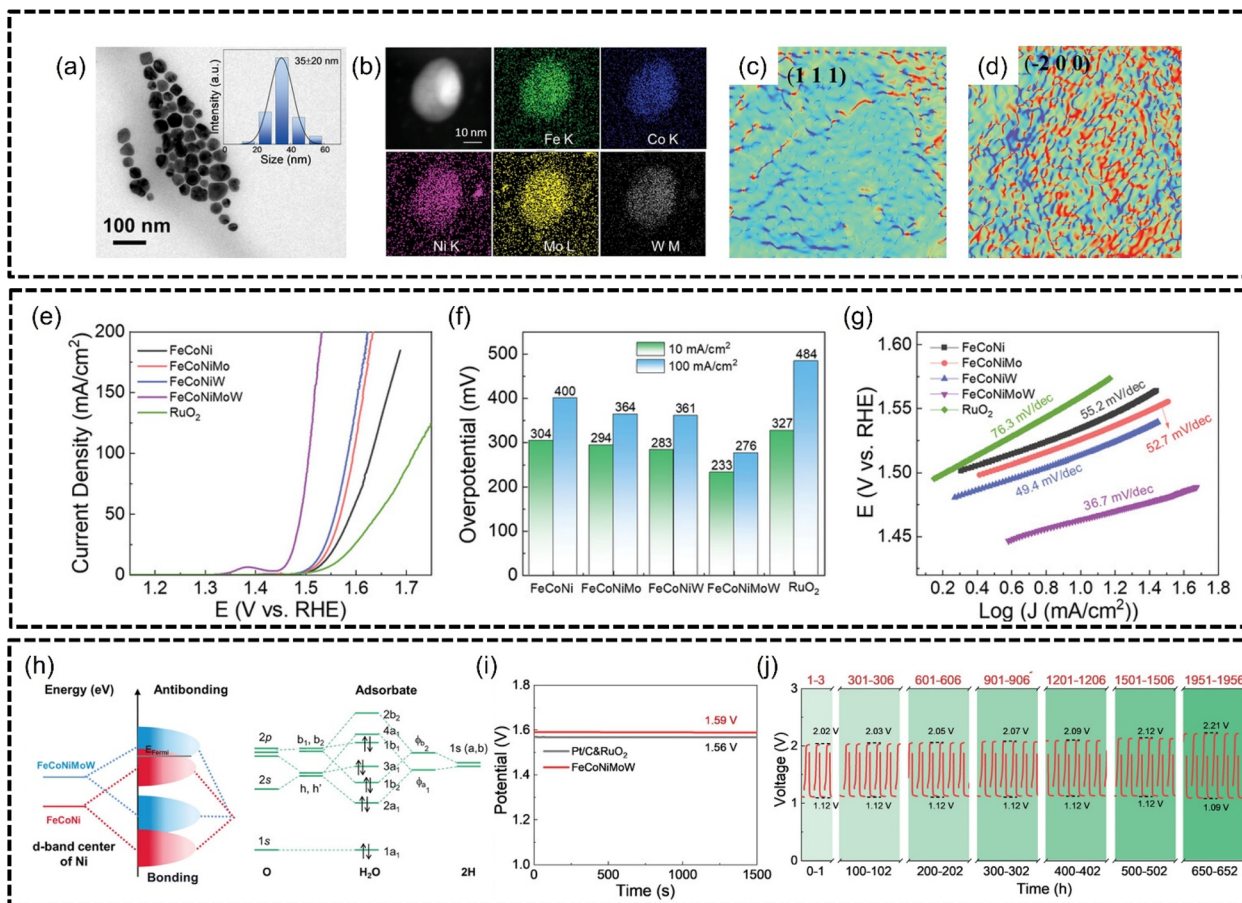 (a)
35±20 nm
Intensity (a.u.)
20 40 60
Size (nm)
100 nm
(b)
10 nm
Fe K
Co K
Ni K
Mo L
W M
(c)
(1 1 1)
(d)
(-2 0 0)
(e)
FeCoNi
FeCoNiMo
FeCoNiW
FeCoNiMoW
RuO₂
Current Density (mA/cm²)
200
150
100
50
0
1.2 1.3 1.4 1.5 1.6 1.7
E (V vs. RHE)
(f)
10 mA/cm²
100 mA/cm²
Overpotential (mV)
500
400
300
200
100
0
304 400
294 364
283 361
233 276
327 484
FeCoNi FeCoNiMo FeCoNiW FeCoNiMoW RuO₂
(g)
FeCoNi
FeCoNiMo
FeCoNiW
FeCoNiMoW
RuO₂
E (V vs. RHE)
1.60
1.55
1.50
1.45
76.3 mV/dec
55.2 mV/dec
52.7 mV/dec
49.4 mV/dec
36.7 mV/dec
0.2 0.4 0.6 0.8 1.0 1.2 1.4 1.6 1.8
Log (J (mA/cm²))
(h)
Energy (eV) Antibonding
E_Fermi
FeCoNiMoW
FeCoNi
d-band center
of Ni
Bonding
Adsorbate
2p
2s
1s
b₁, b₂
h, h'
2b₂
4a₁
1b₁
3a₁
1b₂
2a₁
1a₁
ϕb₂
ϕa₁
1s (a,b)
O H₂O 2H
(i)
Potential (V)
1.8
1.6
1.4
1.2
1.0
1.59 V
1.56 V
Pt/C&RuO₂
FeCoNiMoW
0 500 1000 1500
Time (s)
(j)
1-3 301-306 601-606 901-906 1201-1206 1501-1506 1951-1956
Voltage (V)
3
2
1
0
2.02 V 2.03 V 2.05 V 2.07 V 2.09 V 2.12 V 2.21 V
1.12 V 1.12 V 1.12 V 1.12 V 1.12 V 1.12 V 1.09 V
0-1 100-102 200-202 300-302 400-402 500-502 650-652
Time (h)